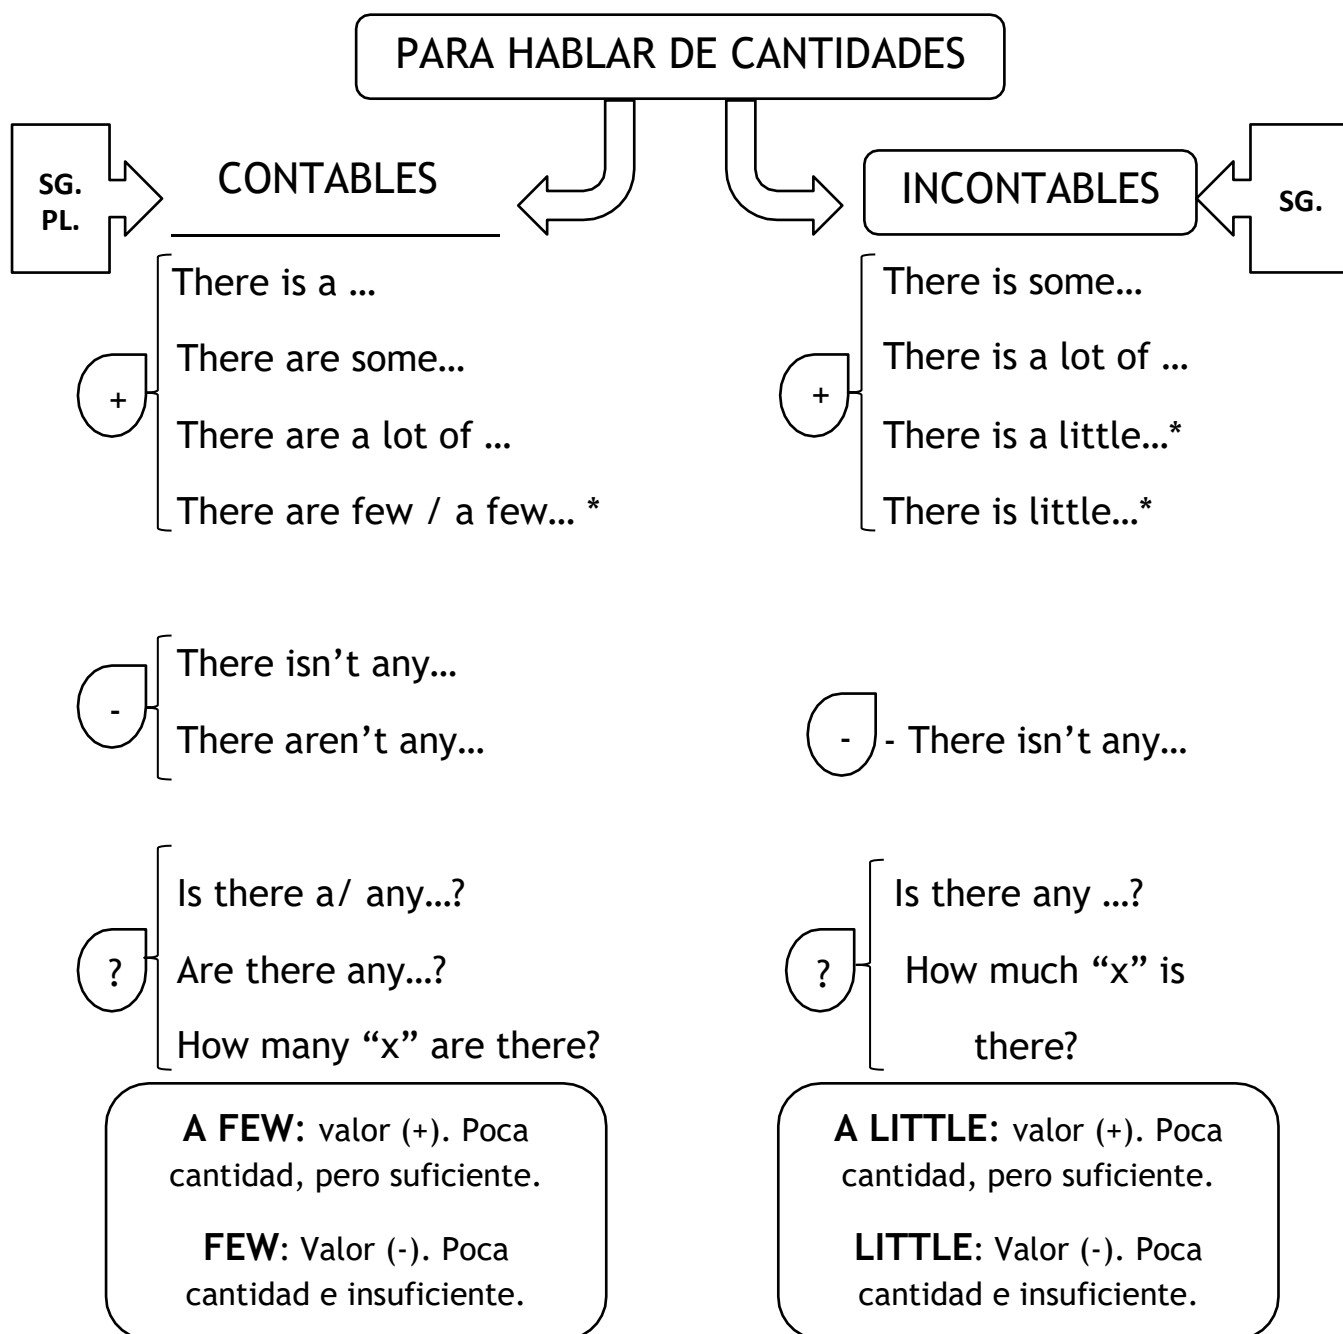 PARA HABLAR DE CANTIDADES
SG.
PL.
CONTABLES
There is a …
There are some…
There are a lot of …
There are few / a few… *
+
There isn’t any…
There aren’t any…
-
Is there a/ any…?
Are there any…?
How many “x” are there?
?
A FEW: valor (+). Poca
cantidad, pero suficiente.
FEW: Valor (-). Poca
cantidad e insuficiente.
INCONTABLES
SG.
There is some…
There is a lot of …
There is a little…*
There is little…*
+
-
- There isn’t any…
Is there any …?
How much “x” is
there?
?
A LITTLE: valor (+). Poca
cantidad, pero suficiente.
LITTLE: Valor (-). Poca
cantidad e insuficiente.